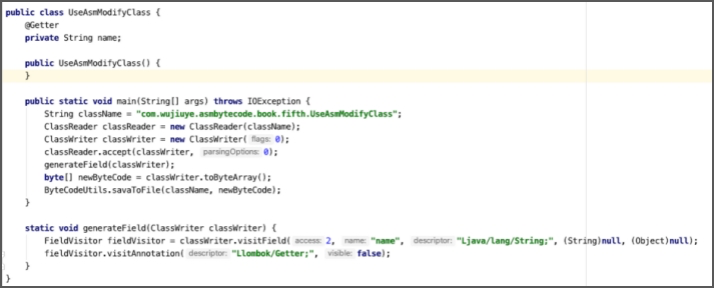 public class UseAsmModifyClass {
@Getter
private String name;
public UseAsmModifyClass() {
}
public static void main(String[] args) throws IOException {
String className = "com.wujiuye.asmbytecode.book.fifth.UseAsmModifyClass";
ClassReader classReader = new ClassReader(className);
ClassWriter classWriter = new ClassWriter( flags: 0);
classReader.accept(classWriter, parsingOptions: 0);
generateField(classWriter);
byte[] newByteCode = classWriter.toByteArray();
ByteCodeUtils.savaToFile(className, newByteCode);
}
static void generateField(ClassWriter classWriter) {
FieldVisitor fieldVisitor = classWriter.visitField( access: 2, name: "name", descriptor: "Ljava/lang/String;", (String)null, (Object)null);
fieldVisitor.visitAnnotation( descriptor: "Llombok/Getter;", visible: false);
}
}